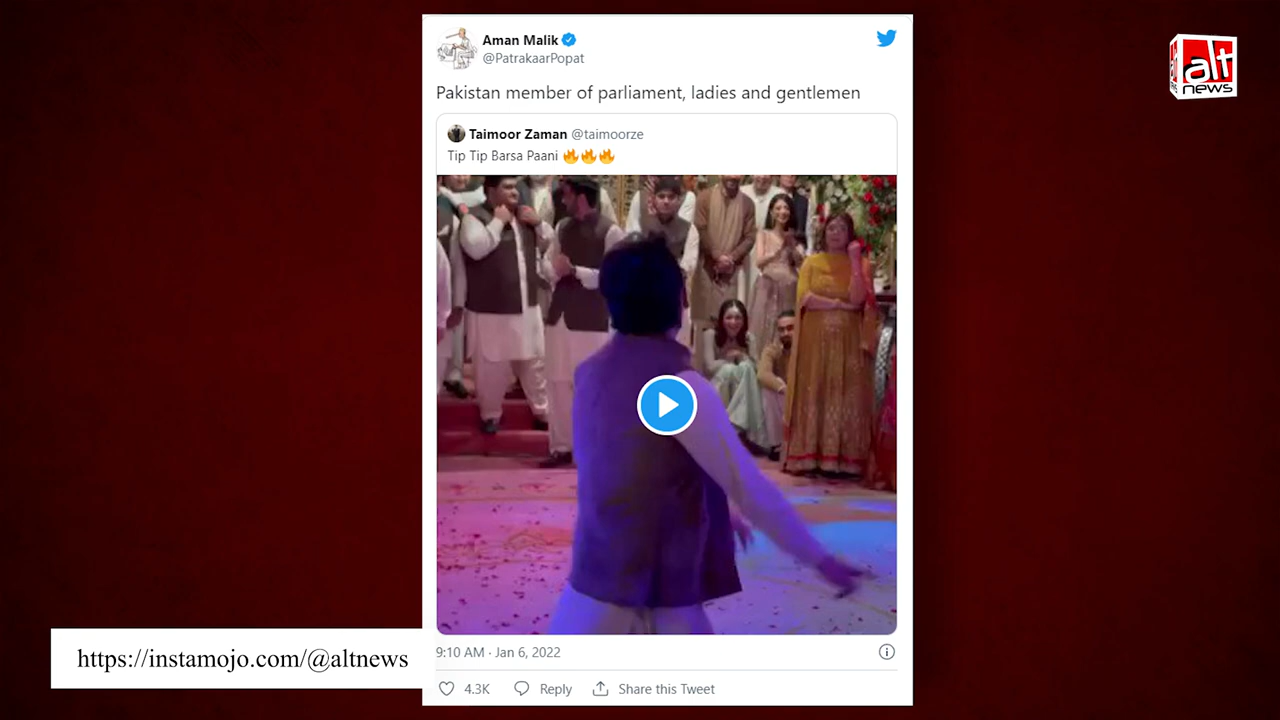 Aman Malik
@PatrakaarPopat
Pakistan member of parliament, ladies and gentlemen
Taimoor Zaman @taimoorze
Tip Tip Barsa Paani 🔥🔥🔥
9:10 AM · Jan 6, 2022
4.3K Reply Share this Tweet
alt
news
https://instamojo.com/@altnews